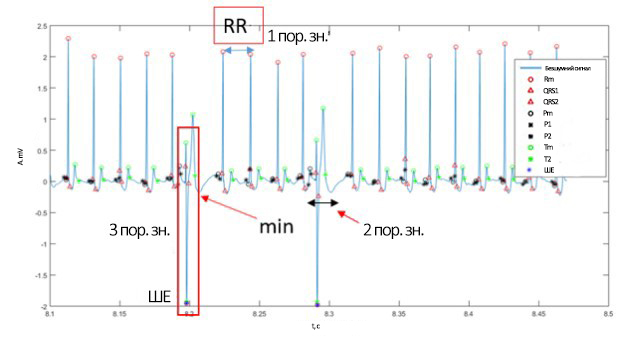 RR
1 пор. зн.
2.5
2
1.5
1
0.5
0
-0.5
-1
-1.5
-2
A.mV
Безшумний сигнал
Rm
QRS1
QRS2
Pm
P1
P2
Tm
T2
ШЕ
3 пор. зн.
min
2 пор. зн.
ШЕ
8.1
8.15
8.2
8.25
8.3
8.35
8.4
8.45
8.5
t,c